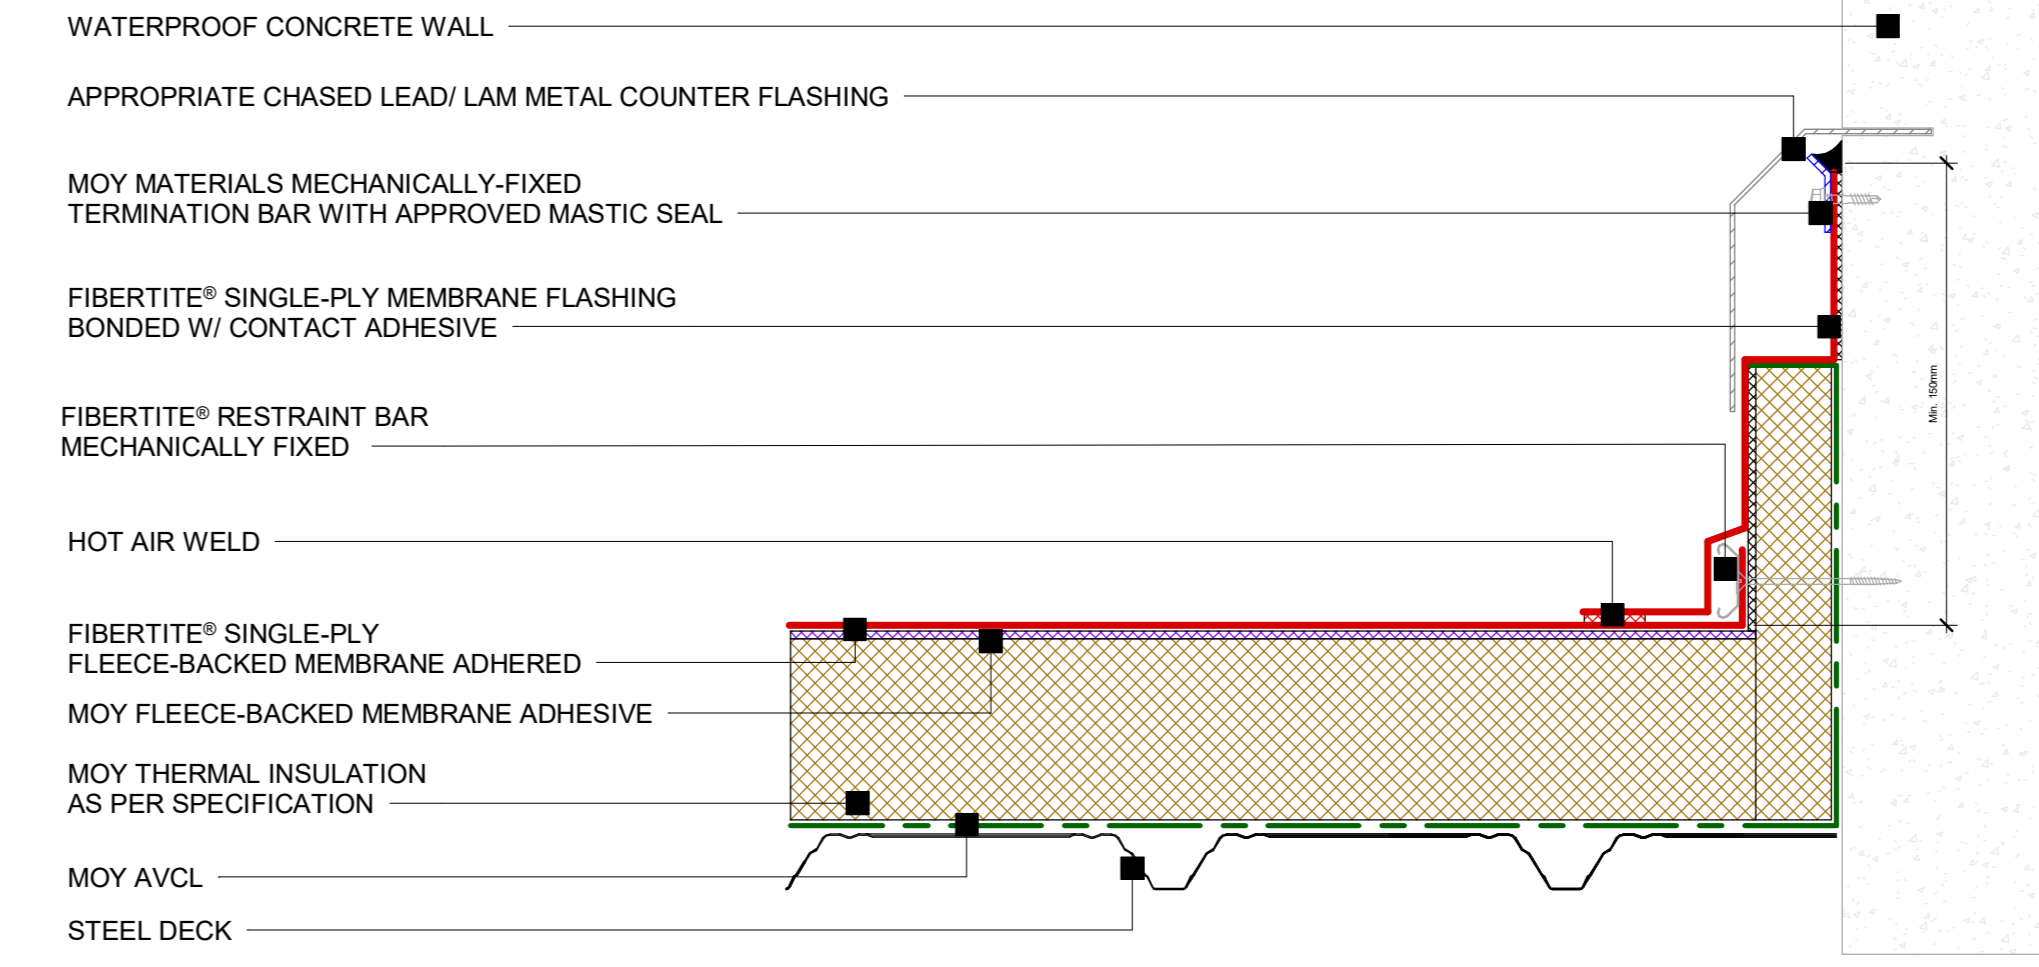 WATERPROOF CONCRETE WALL
APPROPRIATE CHASED LEAD/ LAM METAL COUNTER FLASHING
MOY MATERIALS MECHANICALLY-FIXED
TERMINATION BAR WITH APPROVED MASTIC SEAL
FIBERTITE® SINGLE-PLY MEMBRANE FLASHING
BONDED W/ CONTACT ADHESIVE
Min. 150mm
FIBERTITE® RESTRAINT BAR
MECHANICALLY FIXED
HOT AIR WELD
FIBERTITE® SINGLE-PLY
FLEECE-BACKED MEMBRANE ADHERED
MOY FLEECE-BACKED MEMBRANE ADHESIVE
MOY THERMAL INSULATION
AS PER SPECIFICATION
MOY AVCL
STEEL DECK